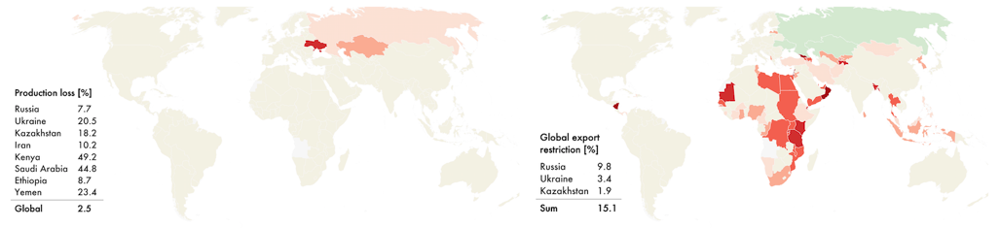 Production loss [%]
Russia 7.7
Ukraine 20.5
Kazakhstan 18.2
Iran 10.2
Kenya 49.2
Saudi Arabia 44.8
Ethiopia 8.7
Yemen 23.4
Global 2.5
Global export
restriction [%]
Russia 9.8
Ukraine 3.4
Kazakhstan 1.9
Sum 15.1